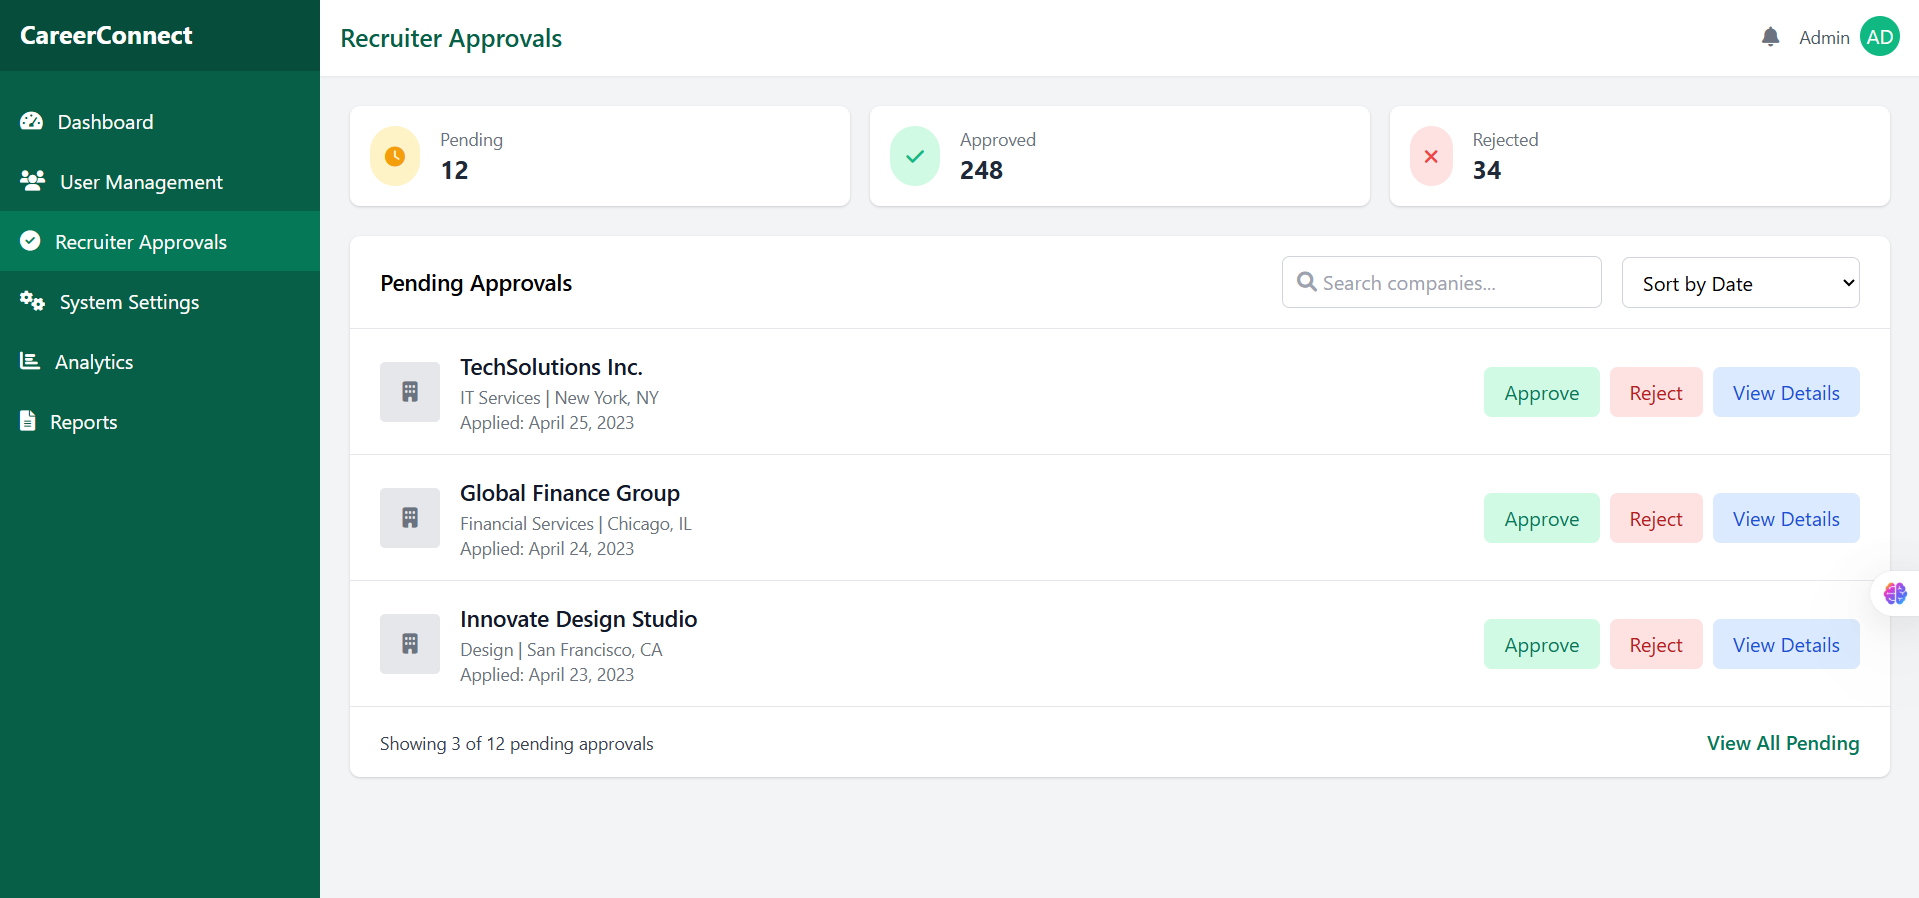 CareerConnect
Dashboard
User Management
Recruiter Approvals
System Settings
Analytics
Reports
Recruiter Approvals
Admin
AD
Pending
12
Approved
248
Rejected
34
Pending Approvals
Search companies...
Sort by Date
TechSolutions Inc.
IT Services | New York, NY
Applied: April 25, 2023
Approve
Reject
View Details
Global Finance Group
Financial Services | Chicago, IL
Applied: April 24, 2023
Approve
Reject
View Details
Innovate Design Studio
Design | San Francisco, CA
Applied: April 23, 2023
Approve
Reject
View Details
Showing 3 of 12 pending approvals
View All Pending